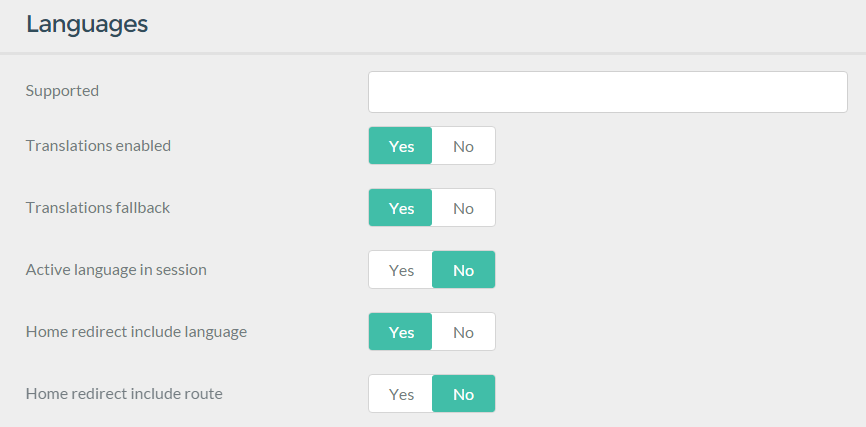 Languages
Supported
Translations enabled Yes No
Translations fallback Yes No
Active language in session Yes No
Home redirect include language Yes No
Home redirect include route Yes No